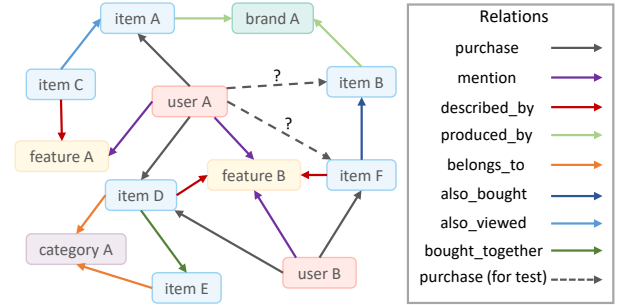 item A
brand A
item C
user A
?
item B
?
feature A
feature B
item F
item D
category A
item E
user B
Relations
purchase
mention
described_by
produced_by
belongs_to
also_bought
also_viewed
bought_together
purchase (for test)